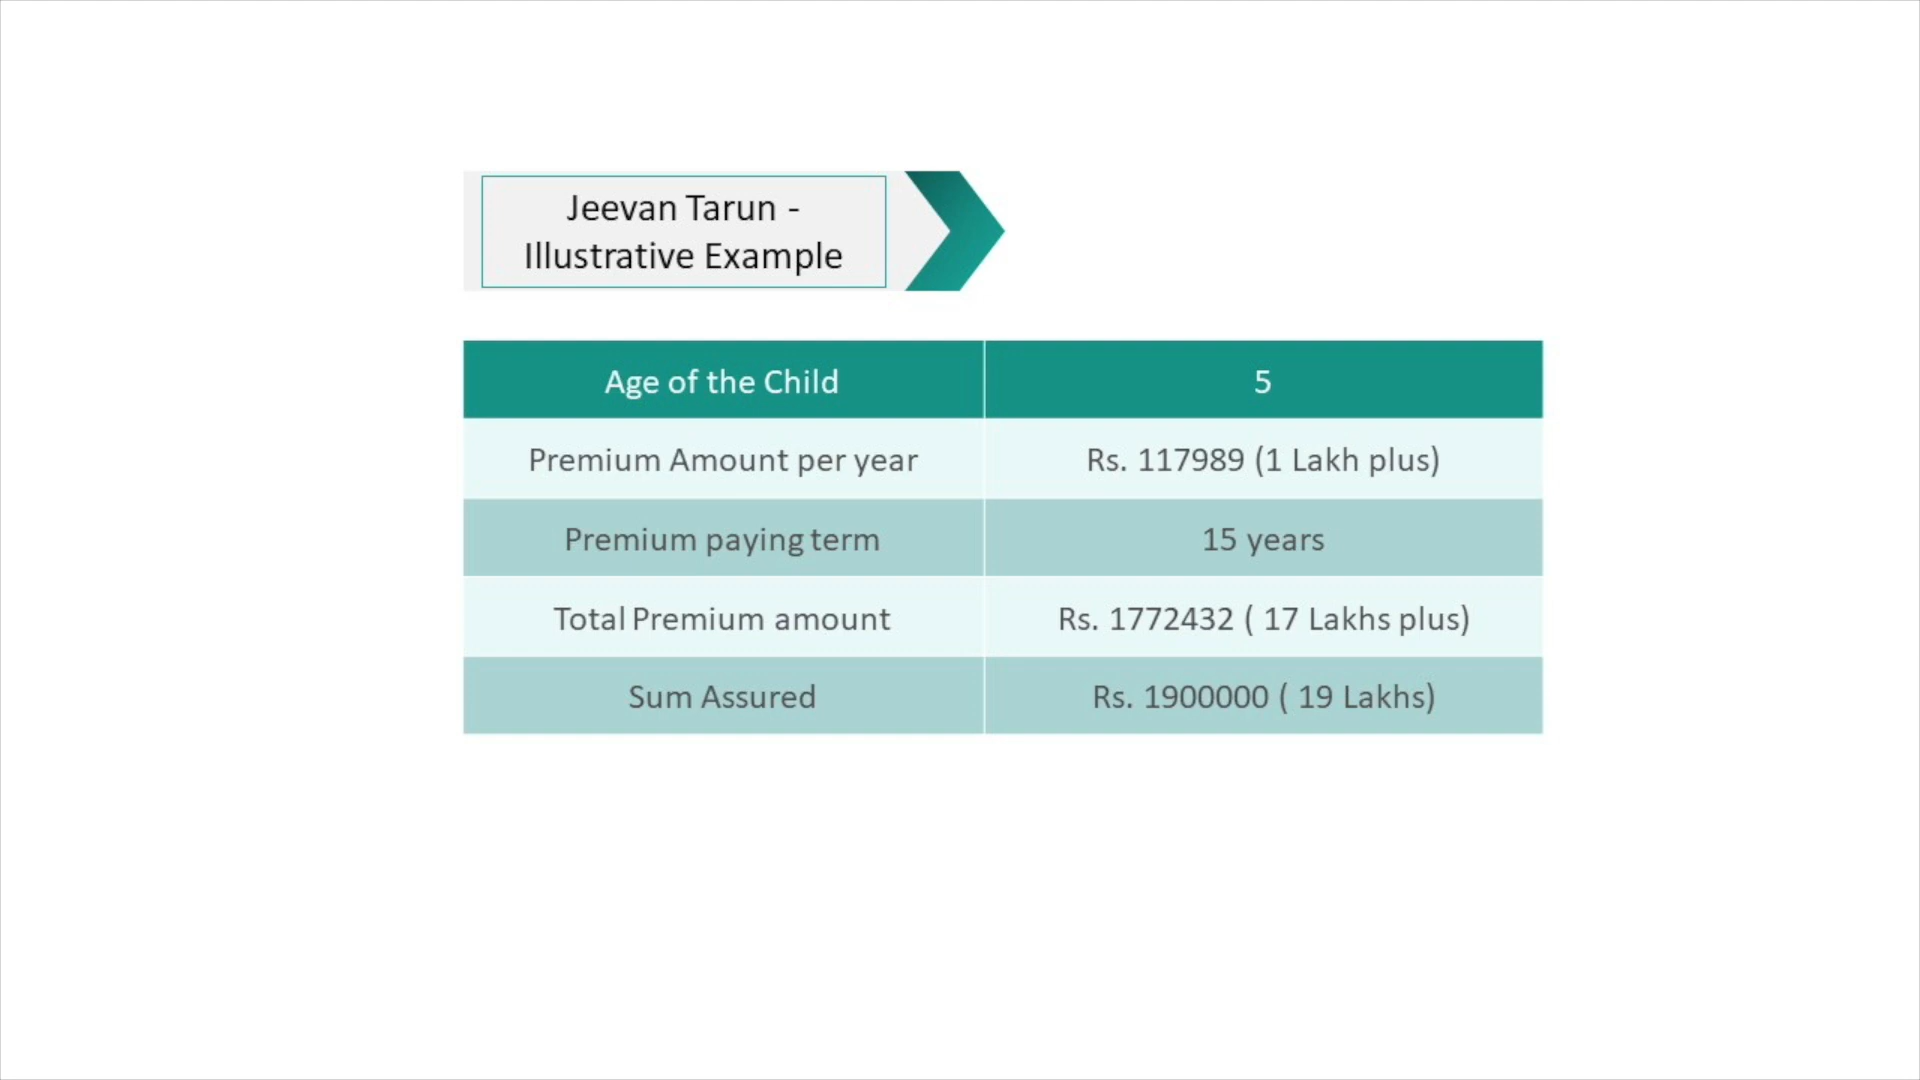 Jeevan Tarun -
Illustrative Example
Age of the Child 5
Premium Amount per year Rs. 117989 (1 Lakh plus)
Premium paying term 15 years
Total Premium amount Rs. 1772432 ( 17 Lakhs plus)
Sum Assured Rs. 1900000 ( 19 Lakhs)